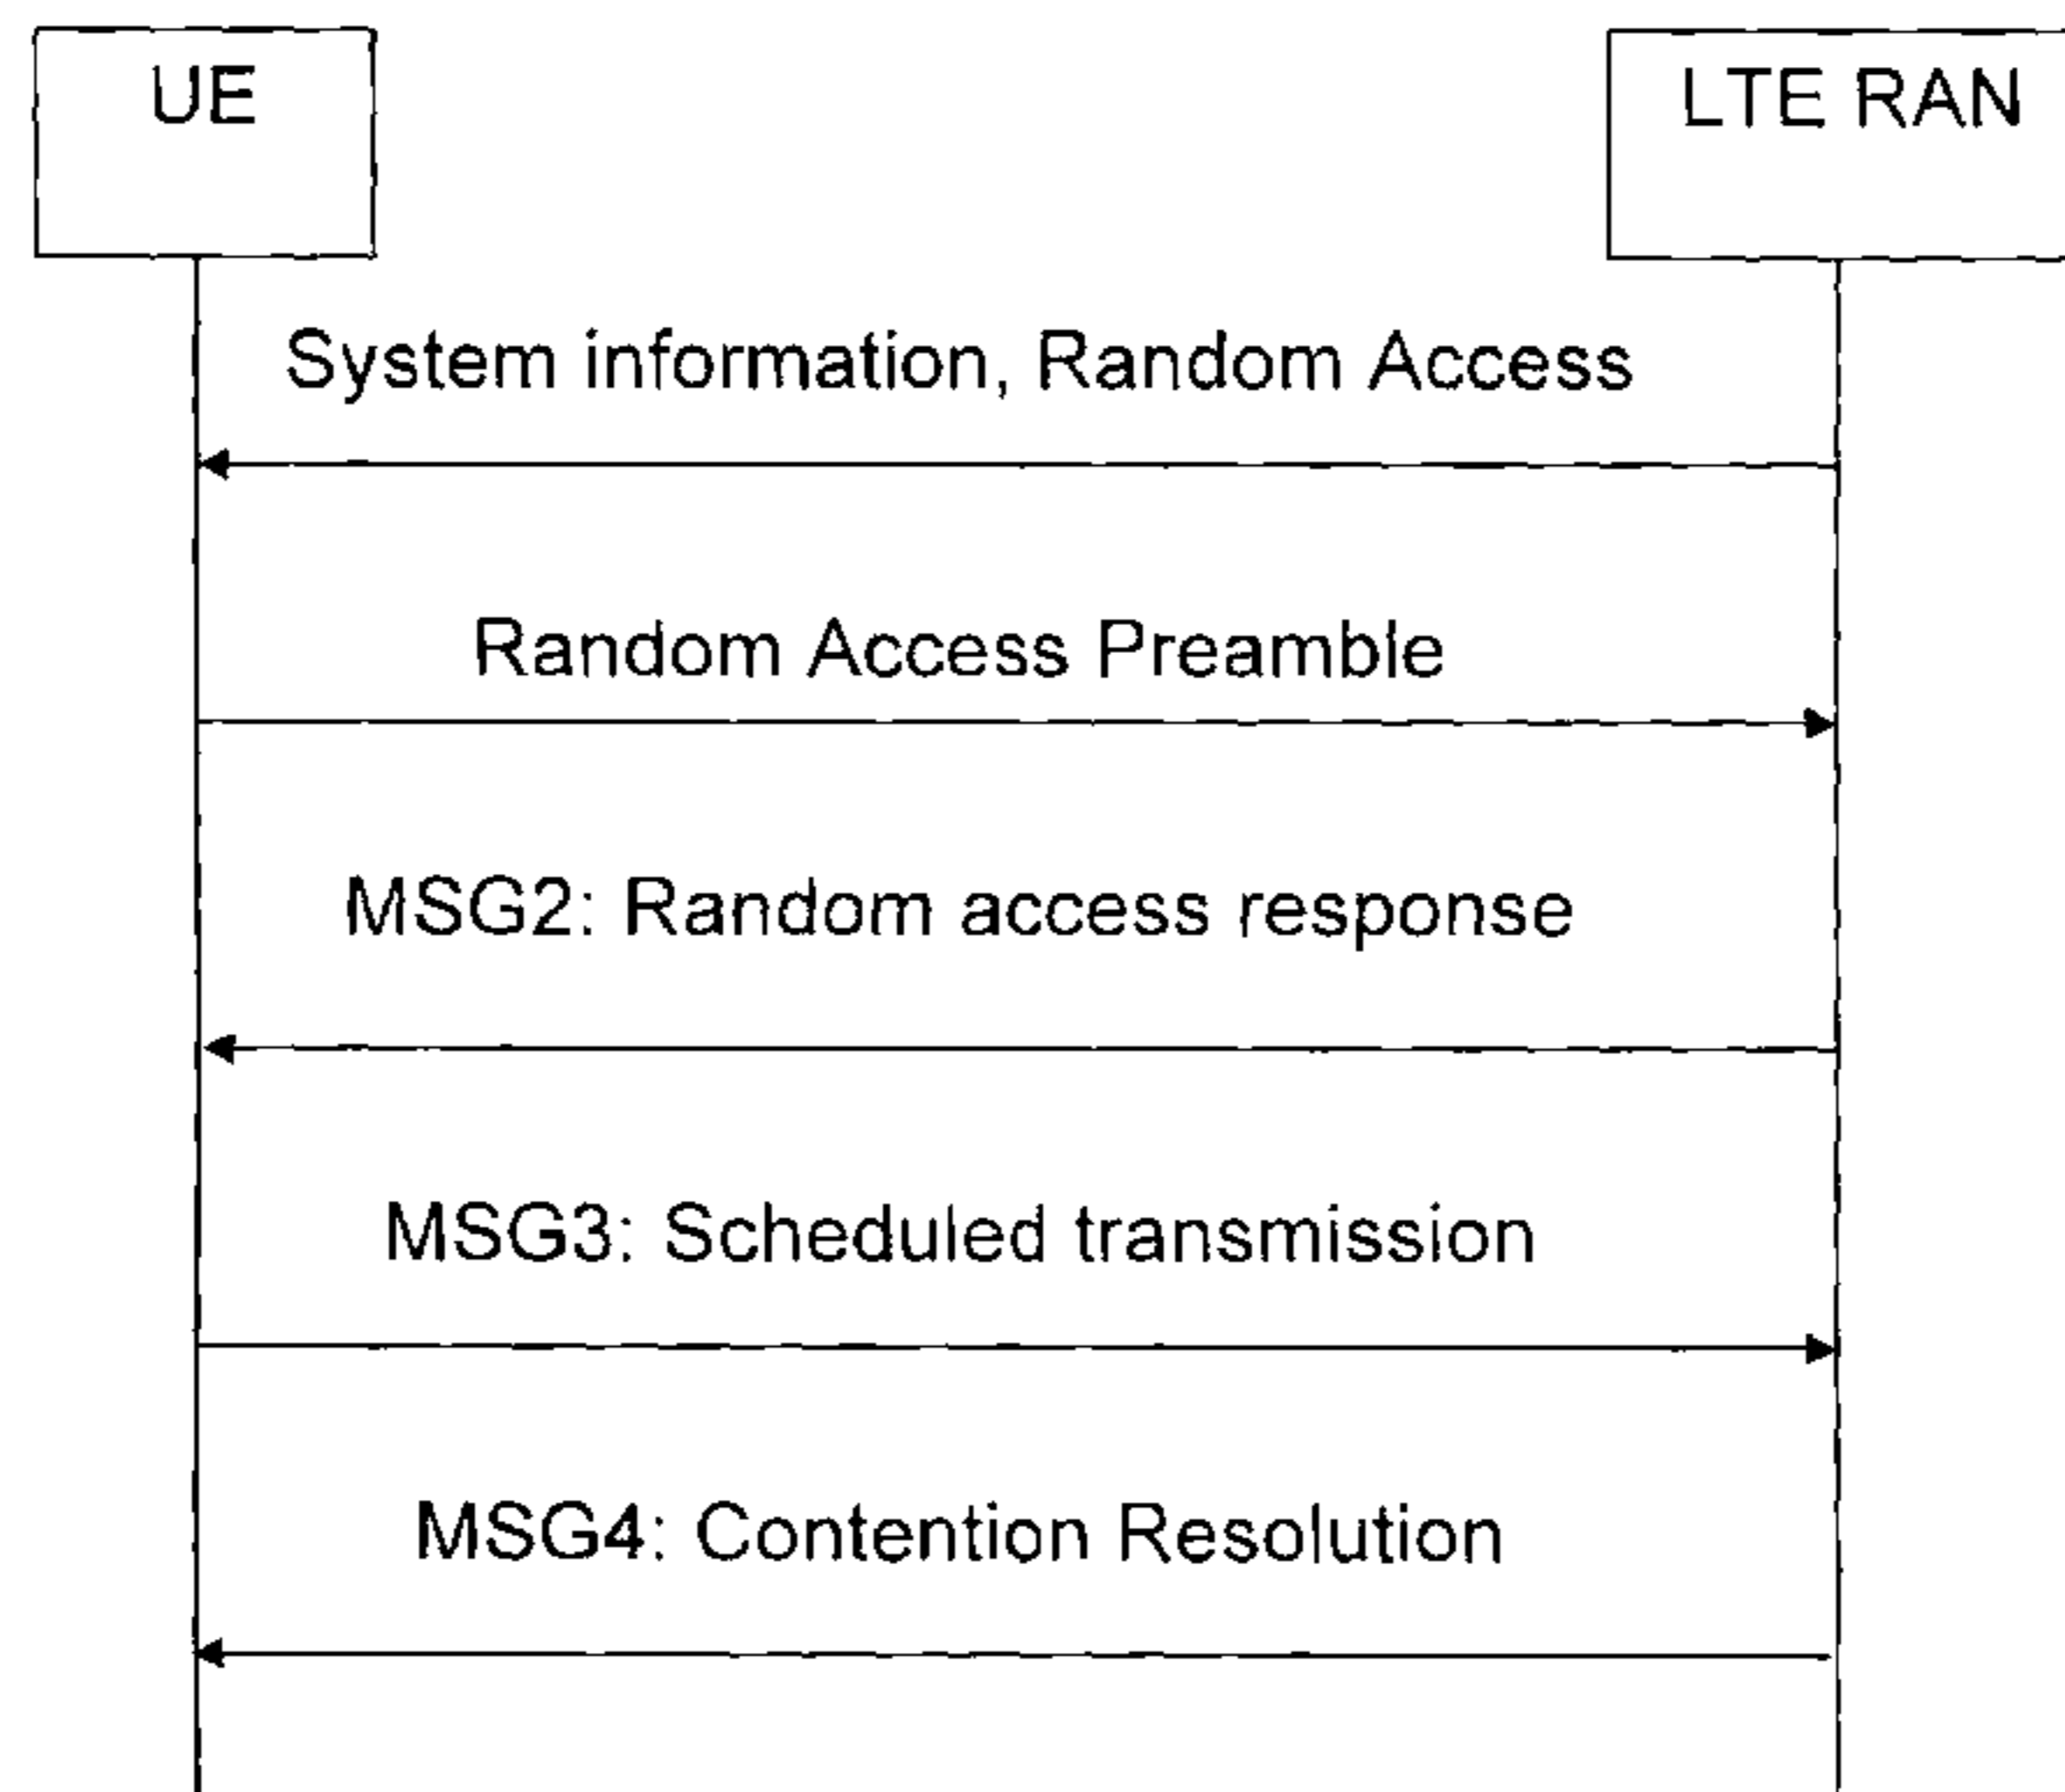 UE
LTE RAN
System information, Random Access
Random Access Preamble
MSG2: Random access response
MSG3: Scheduled transmission
MSG4: Contention Resolution